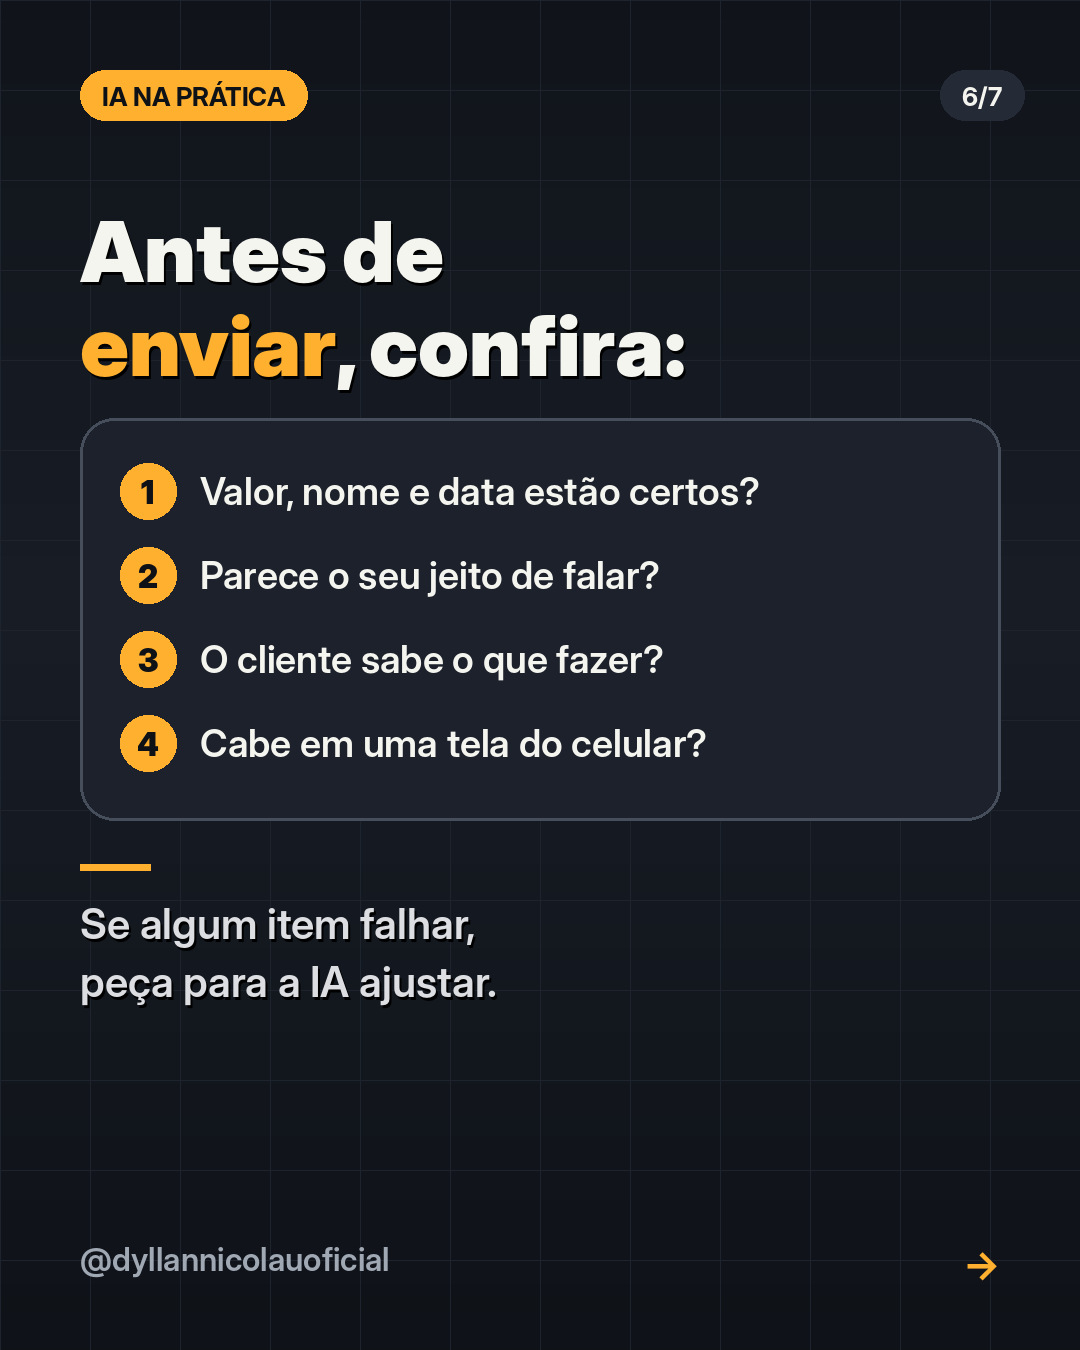 IA NA PRÁTICA
6/7
Antes de
enviar, confira:
1 Valor, nome e data estão certos?
2 Parece o seu jeito de falar?
3 O cliente sabe o que fazer?
4 Cabe em uma tela do celular?
Se algum item falhar,
peça para a IA ajustar.
@dyllannicolauoficial
→